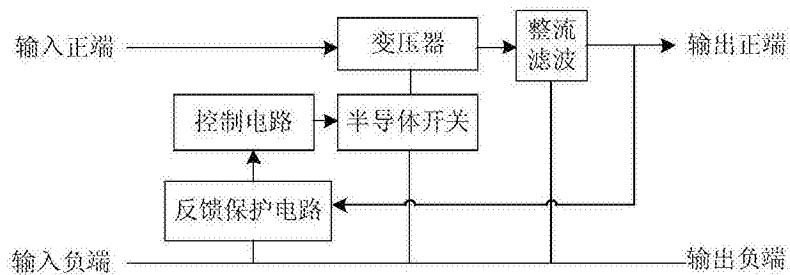 输入正端
变压器
整流
滤波
输出正端
控制电路
半导体开关
反馈保护电路
输入负端
输出负端